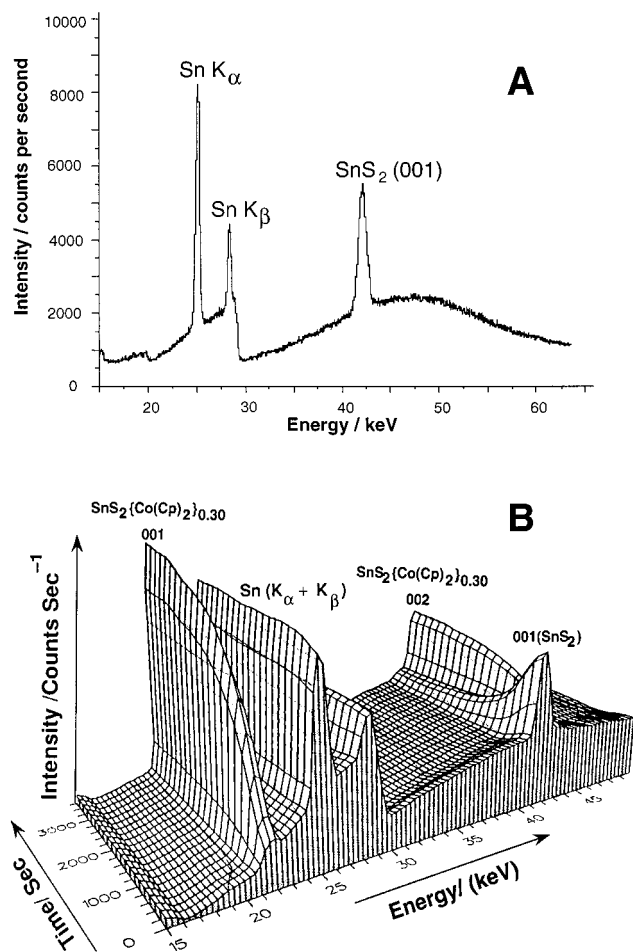 A
10000
8000
6000
4000
2000
0
Intensity / counts per second
Sn Kα
Sn Kβ
SnS2 (001)
20 30 40 50 60
Energy / keV
B
SnS2{Co(Cp)2}0.30
001
Sn (Kα + Kβ)
SnS2{Co(Cp)2}0.30
002
001(SnS2)
Intensity /Counts Sec⁻¹
3000
2000
1000
0
Time/ Sec
15 20 25 30 35 40 45
Energy/ (keV)